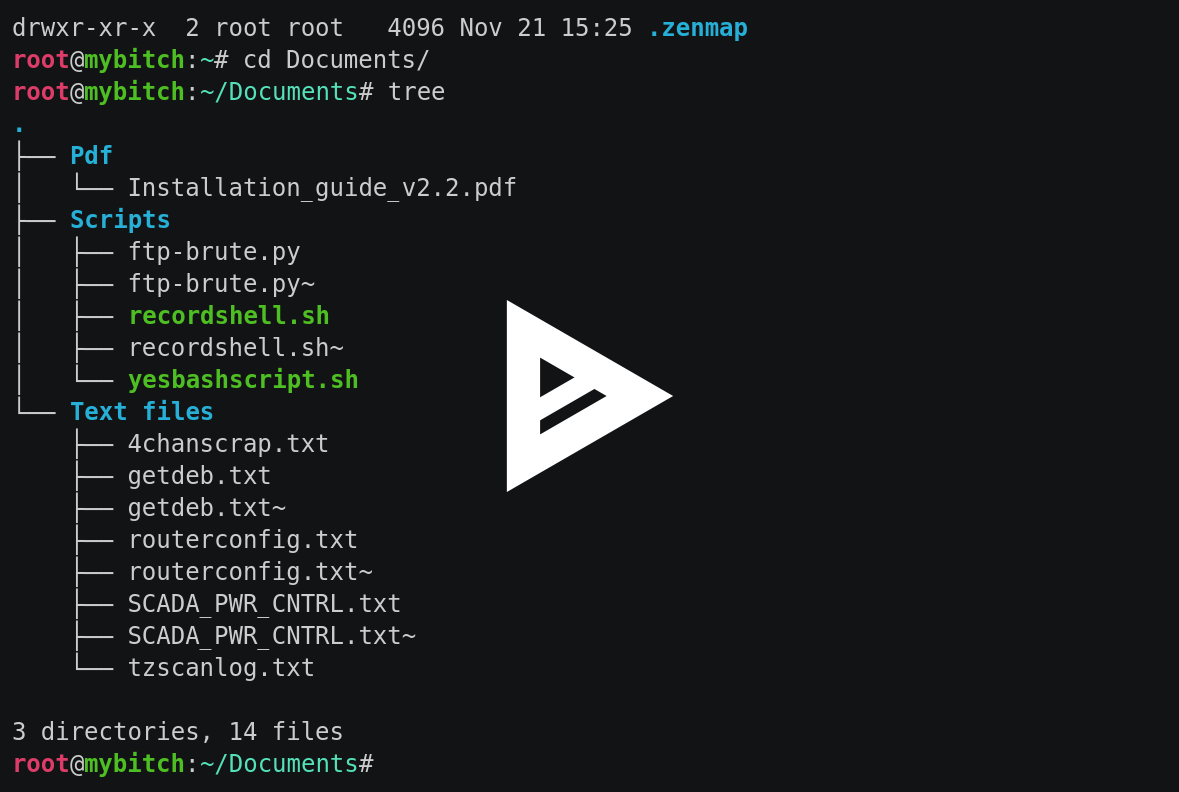 drwxr-xr-x  2 root root   4096 Nov 21 15:25 .zenmap
root@mybitch:~# cd Documents/
root@mybitch:~/Documents# tree
.
├── Pdf
│   └── Installation_guide_v2.2.pdf
├── Scripts
│   ├── ftp-brute.py
│   ├── ftp-brute.py~
│   ├── recordshell.sh
│   ├── recordshell.sh~
│   └── yesbashscript.sh
└── Text files
    ├── 4chanscrap.txt
    ├── getdeb.txt
    ├── getdeb.txt~
    ├── routerconfig.txt
    ├── routerconfig.txt~
    ├── SCADA_PWR_CNTRL.txt
    ├── SCADA_PWR_CNTRL.txt~
    └── tzscanlog.txt

3 directories, 14 files
root@mybitch:~/Documents#